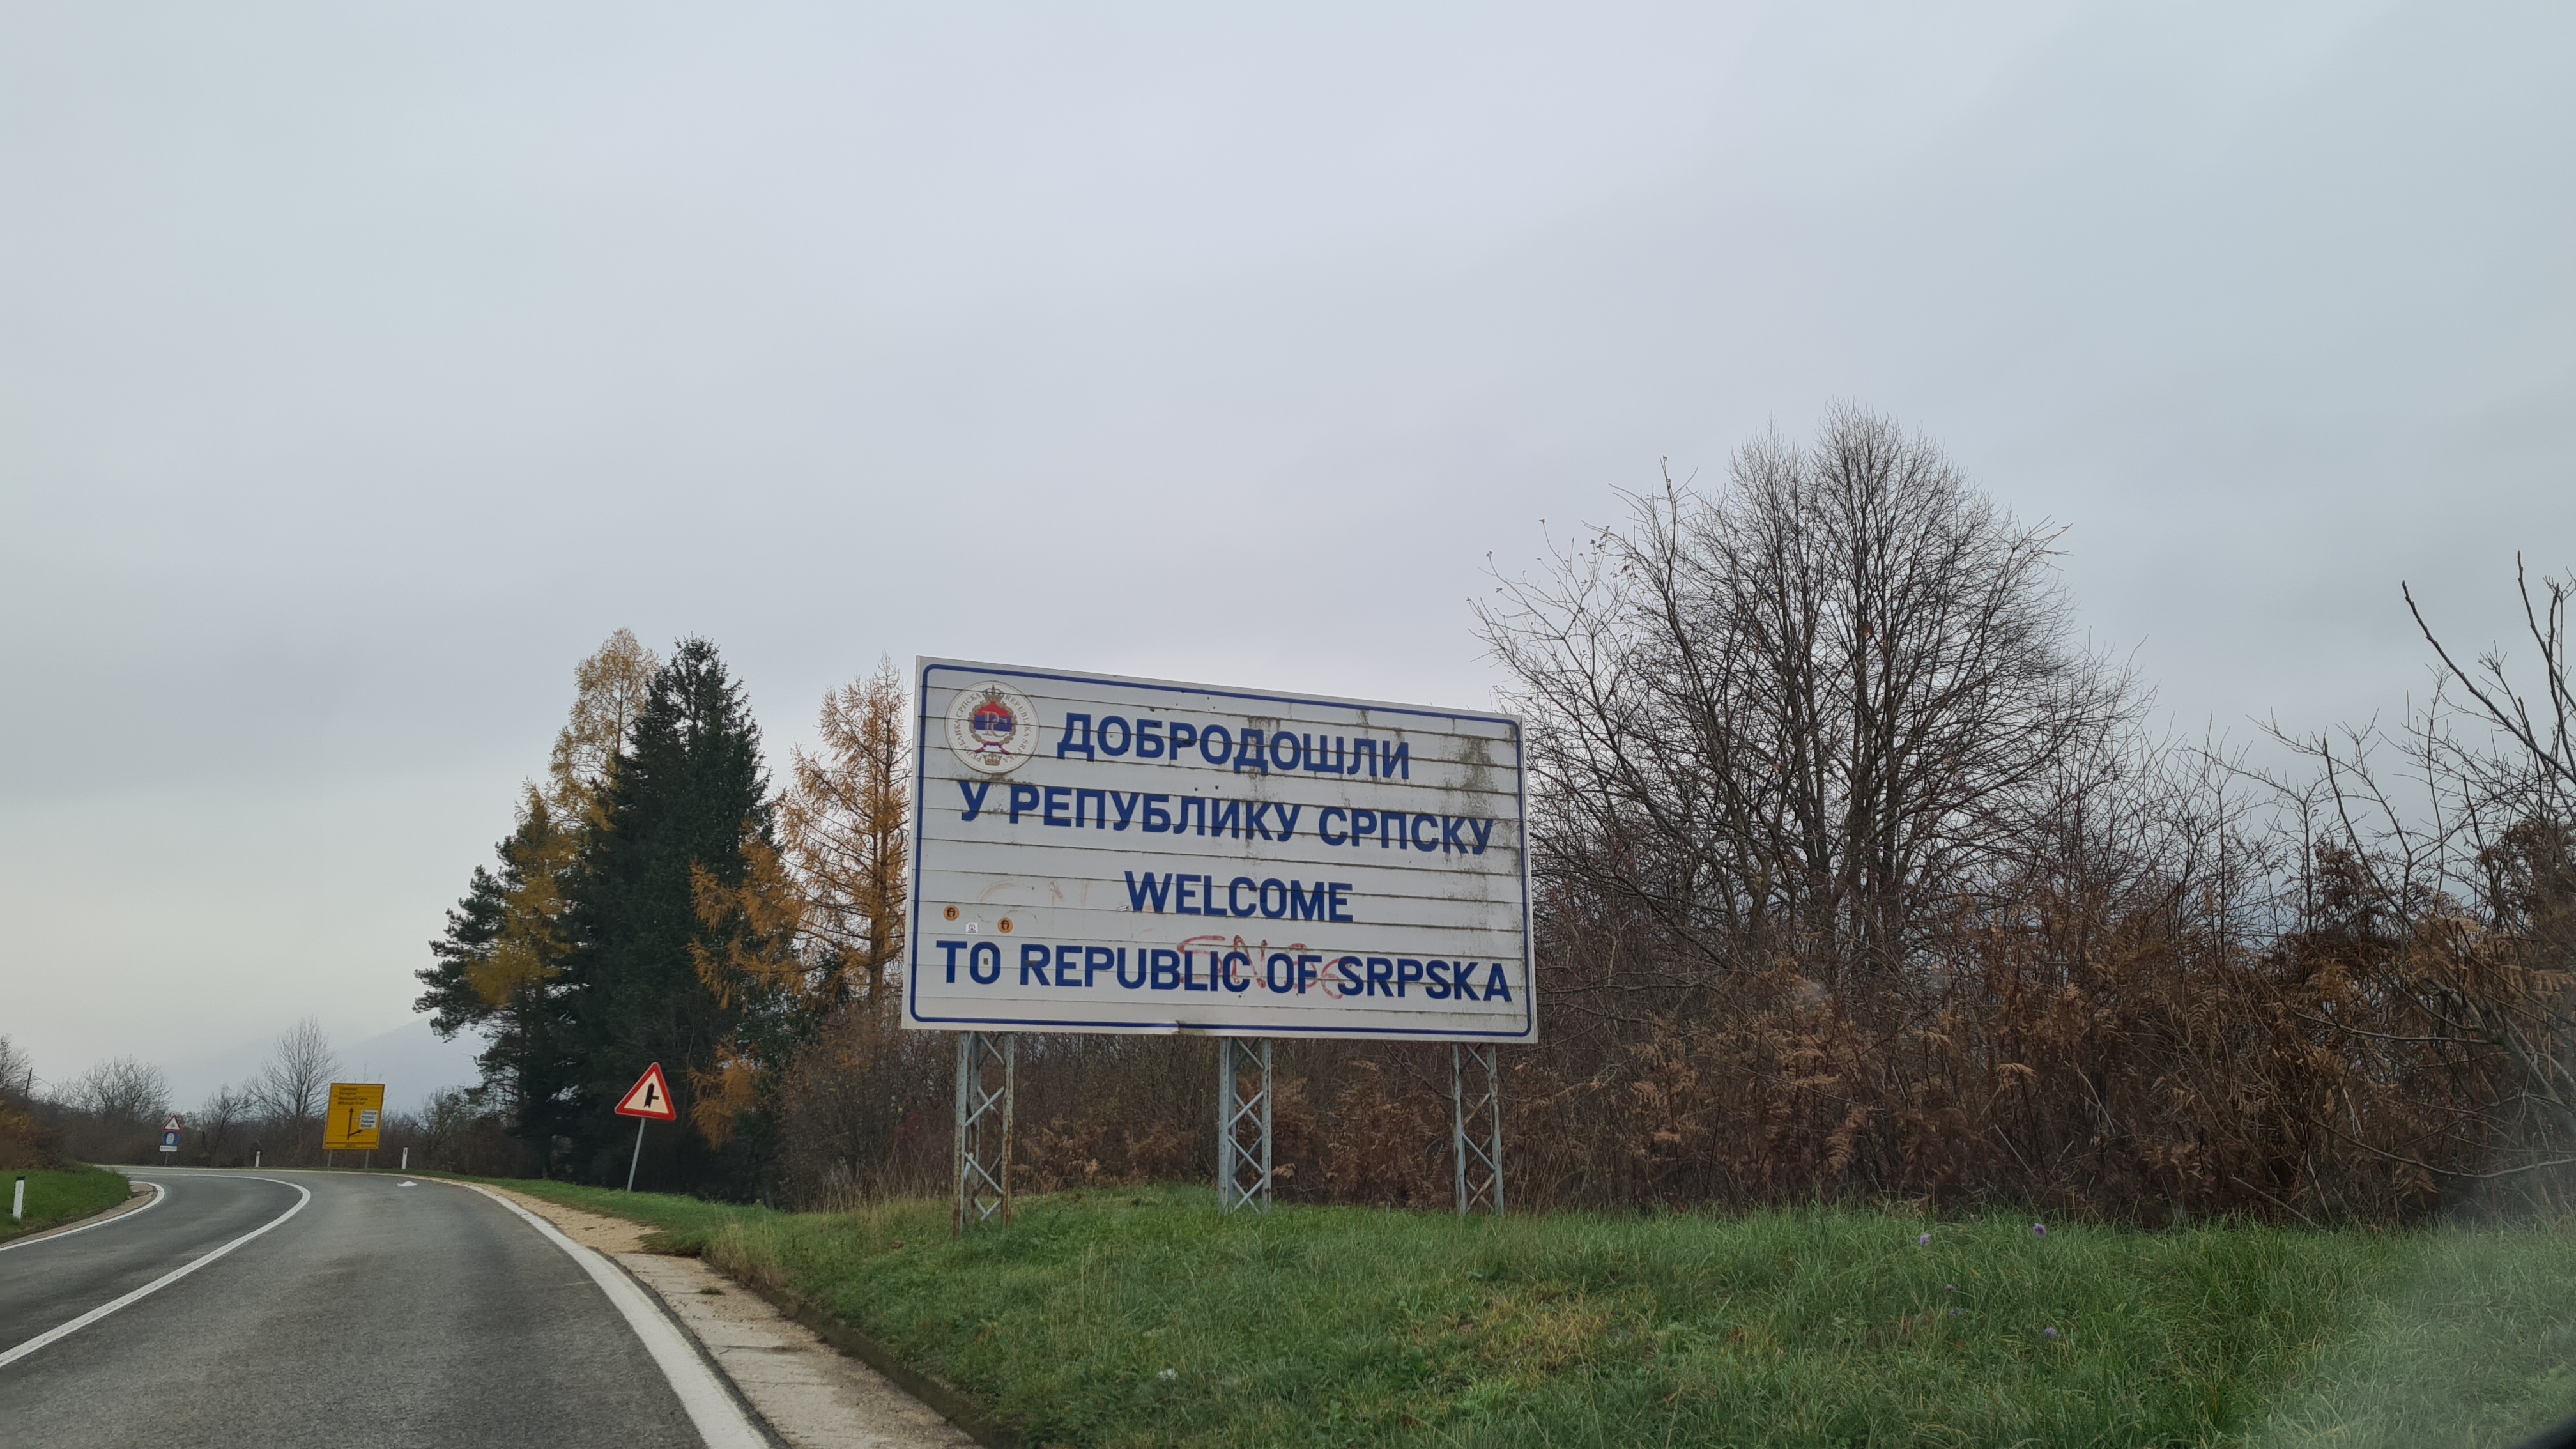 ДОБРОДОШЛИ
У РЕПУБЛИКУ СРПСКУ
WELCOME
TO REPUBLIC OF SRPSKA